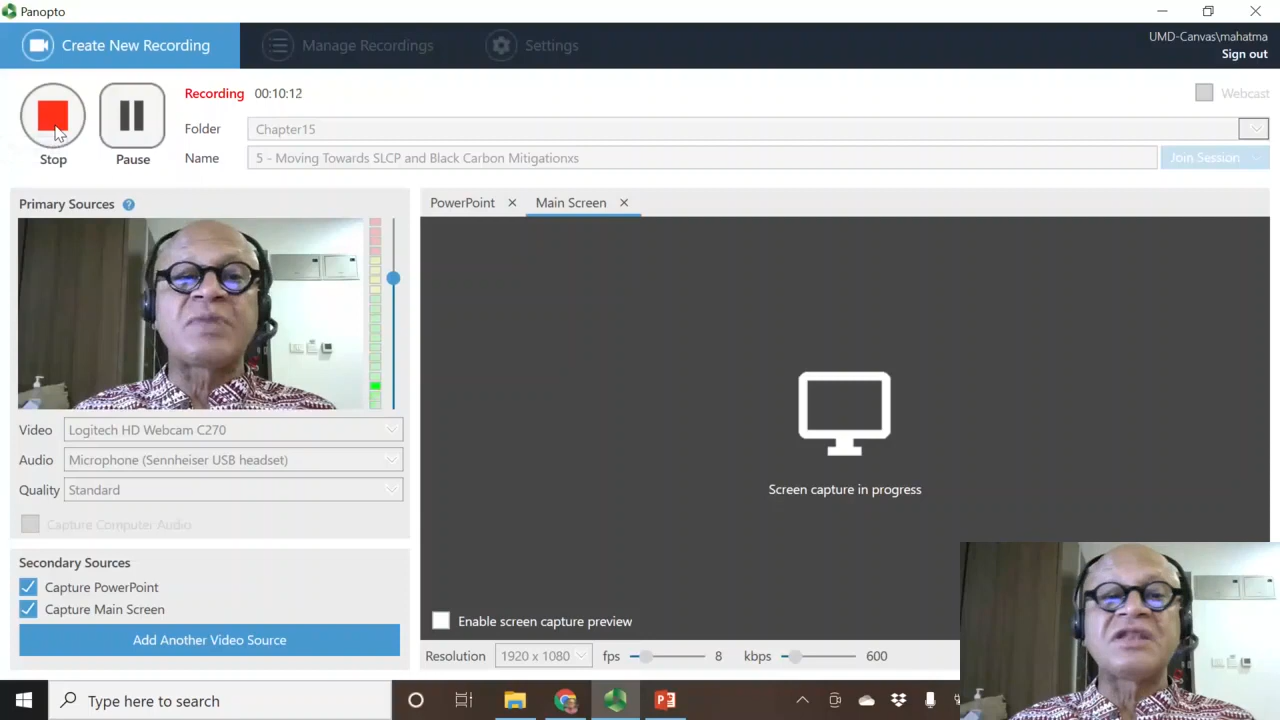 Panopto
Create New Recording
Manage Recordings
Settings
UMD-Canvas\mahatma
Sign out
Recording 00:10:12
Webcast
Folder Chapter15
Name 5 - Moving Towards SLCP and Black Carbon Mitigationxs
Join Session
Stop
Pause
Primary Sources ?
PowerPoint
Main Screen
Video Logitech HD Webcam C270
Audio Microphone (Sennheiser USB headset)
Quality Standard
Capture Computer Audio
Screen capture in progress
Secondary Sources
Capture PowerPoint
Capture Main Screen
Add Another Video Source
Enable screen capture preview
Resolution 1920 x 1080 fps 8 kbps 600
Type here to search